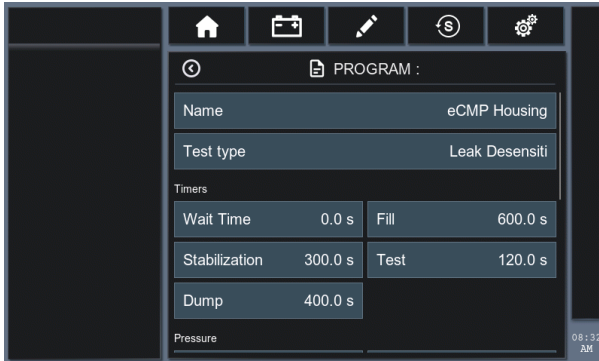 PROGRAM :
Name eCMP Housing
Test type Leak Desensiti
Timers
Wait Time 0.0 s Fill 600.0 s
Stabilization 300.0 s Test 120.0 s
Dump 400.0 s
Pressure
08:32
AM